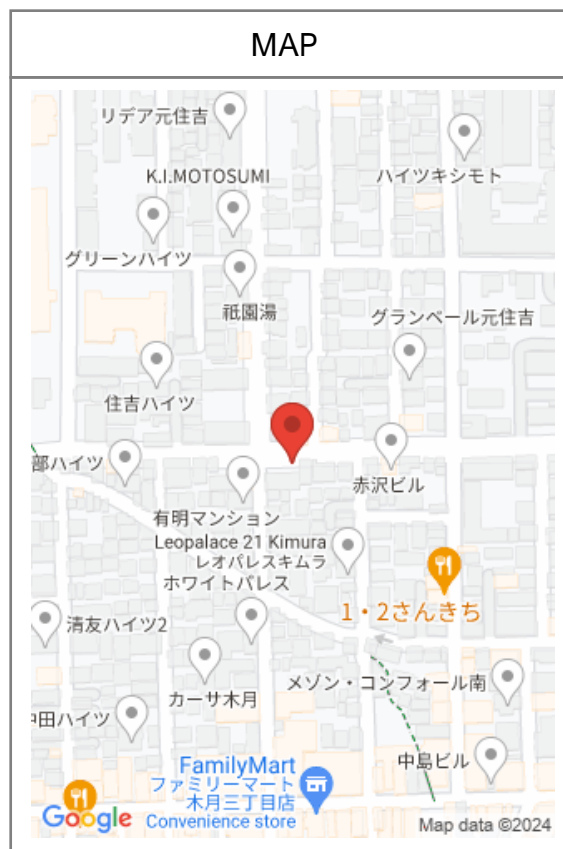 MAP
リデア元住吉
K.I.MOTOSUMI
ハイツキシモト
グリーンハイツ
祇園湯
グランペール元住吉
住吉ハイツ
部ハイツ
赤沢ビル
有明マンション
Leopalace 21 Kimura
レオパレスキムラ
ホワイトパレス
1・2さんきち
清友ハイツ2
カーサ木月
メゾン・コンフォール南
中田ハイツ
中島ビル
FamilyMart
ファミリーマート
木月三丁目店
Convenience store
Google
Map data ©2024